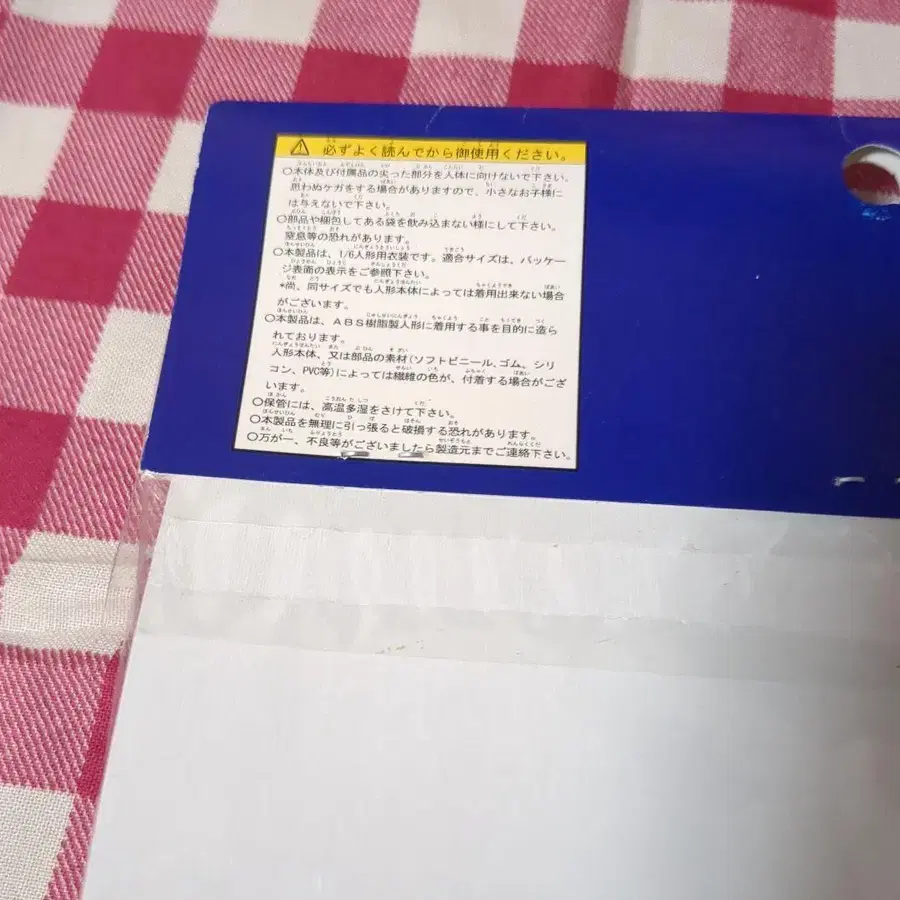 必ずよく読んでから御使用ください。
○本体及び付属品の尖った部分を人体に向けないで下さい。
思わぬケガをする場合がありますので、小さなお子様に
は与えないで下さい。
○部品や梱包してある袋を飲み込まない様にして下さい。
窒息等の恐れがあります。
○本製品は、1/6人形用衣装です。適合サイズは、パッケー
ジ表面の表示をご参照下さい。
*尚、同サイズでも人形本体によっては着用出来ない場合
がございます。
○本製品は、ABS樹脂製人形に着用する事を目的に造ら
れております。
人形本体、又は部品の素材(ソフトビニール、ゴム、シリ
コン、PVC等)によっては繊維の色が、付着する場合がござ
います。
○保管には、高温多湿をさけて下さい。
○本製品を無理に引っ張ると破損する恐れがあります。
○万が一、不良等がございましたら製造元までご連絡下さい。